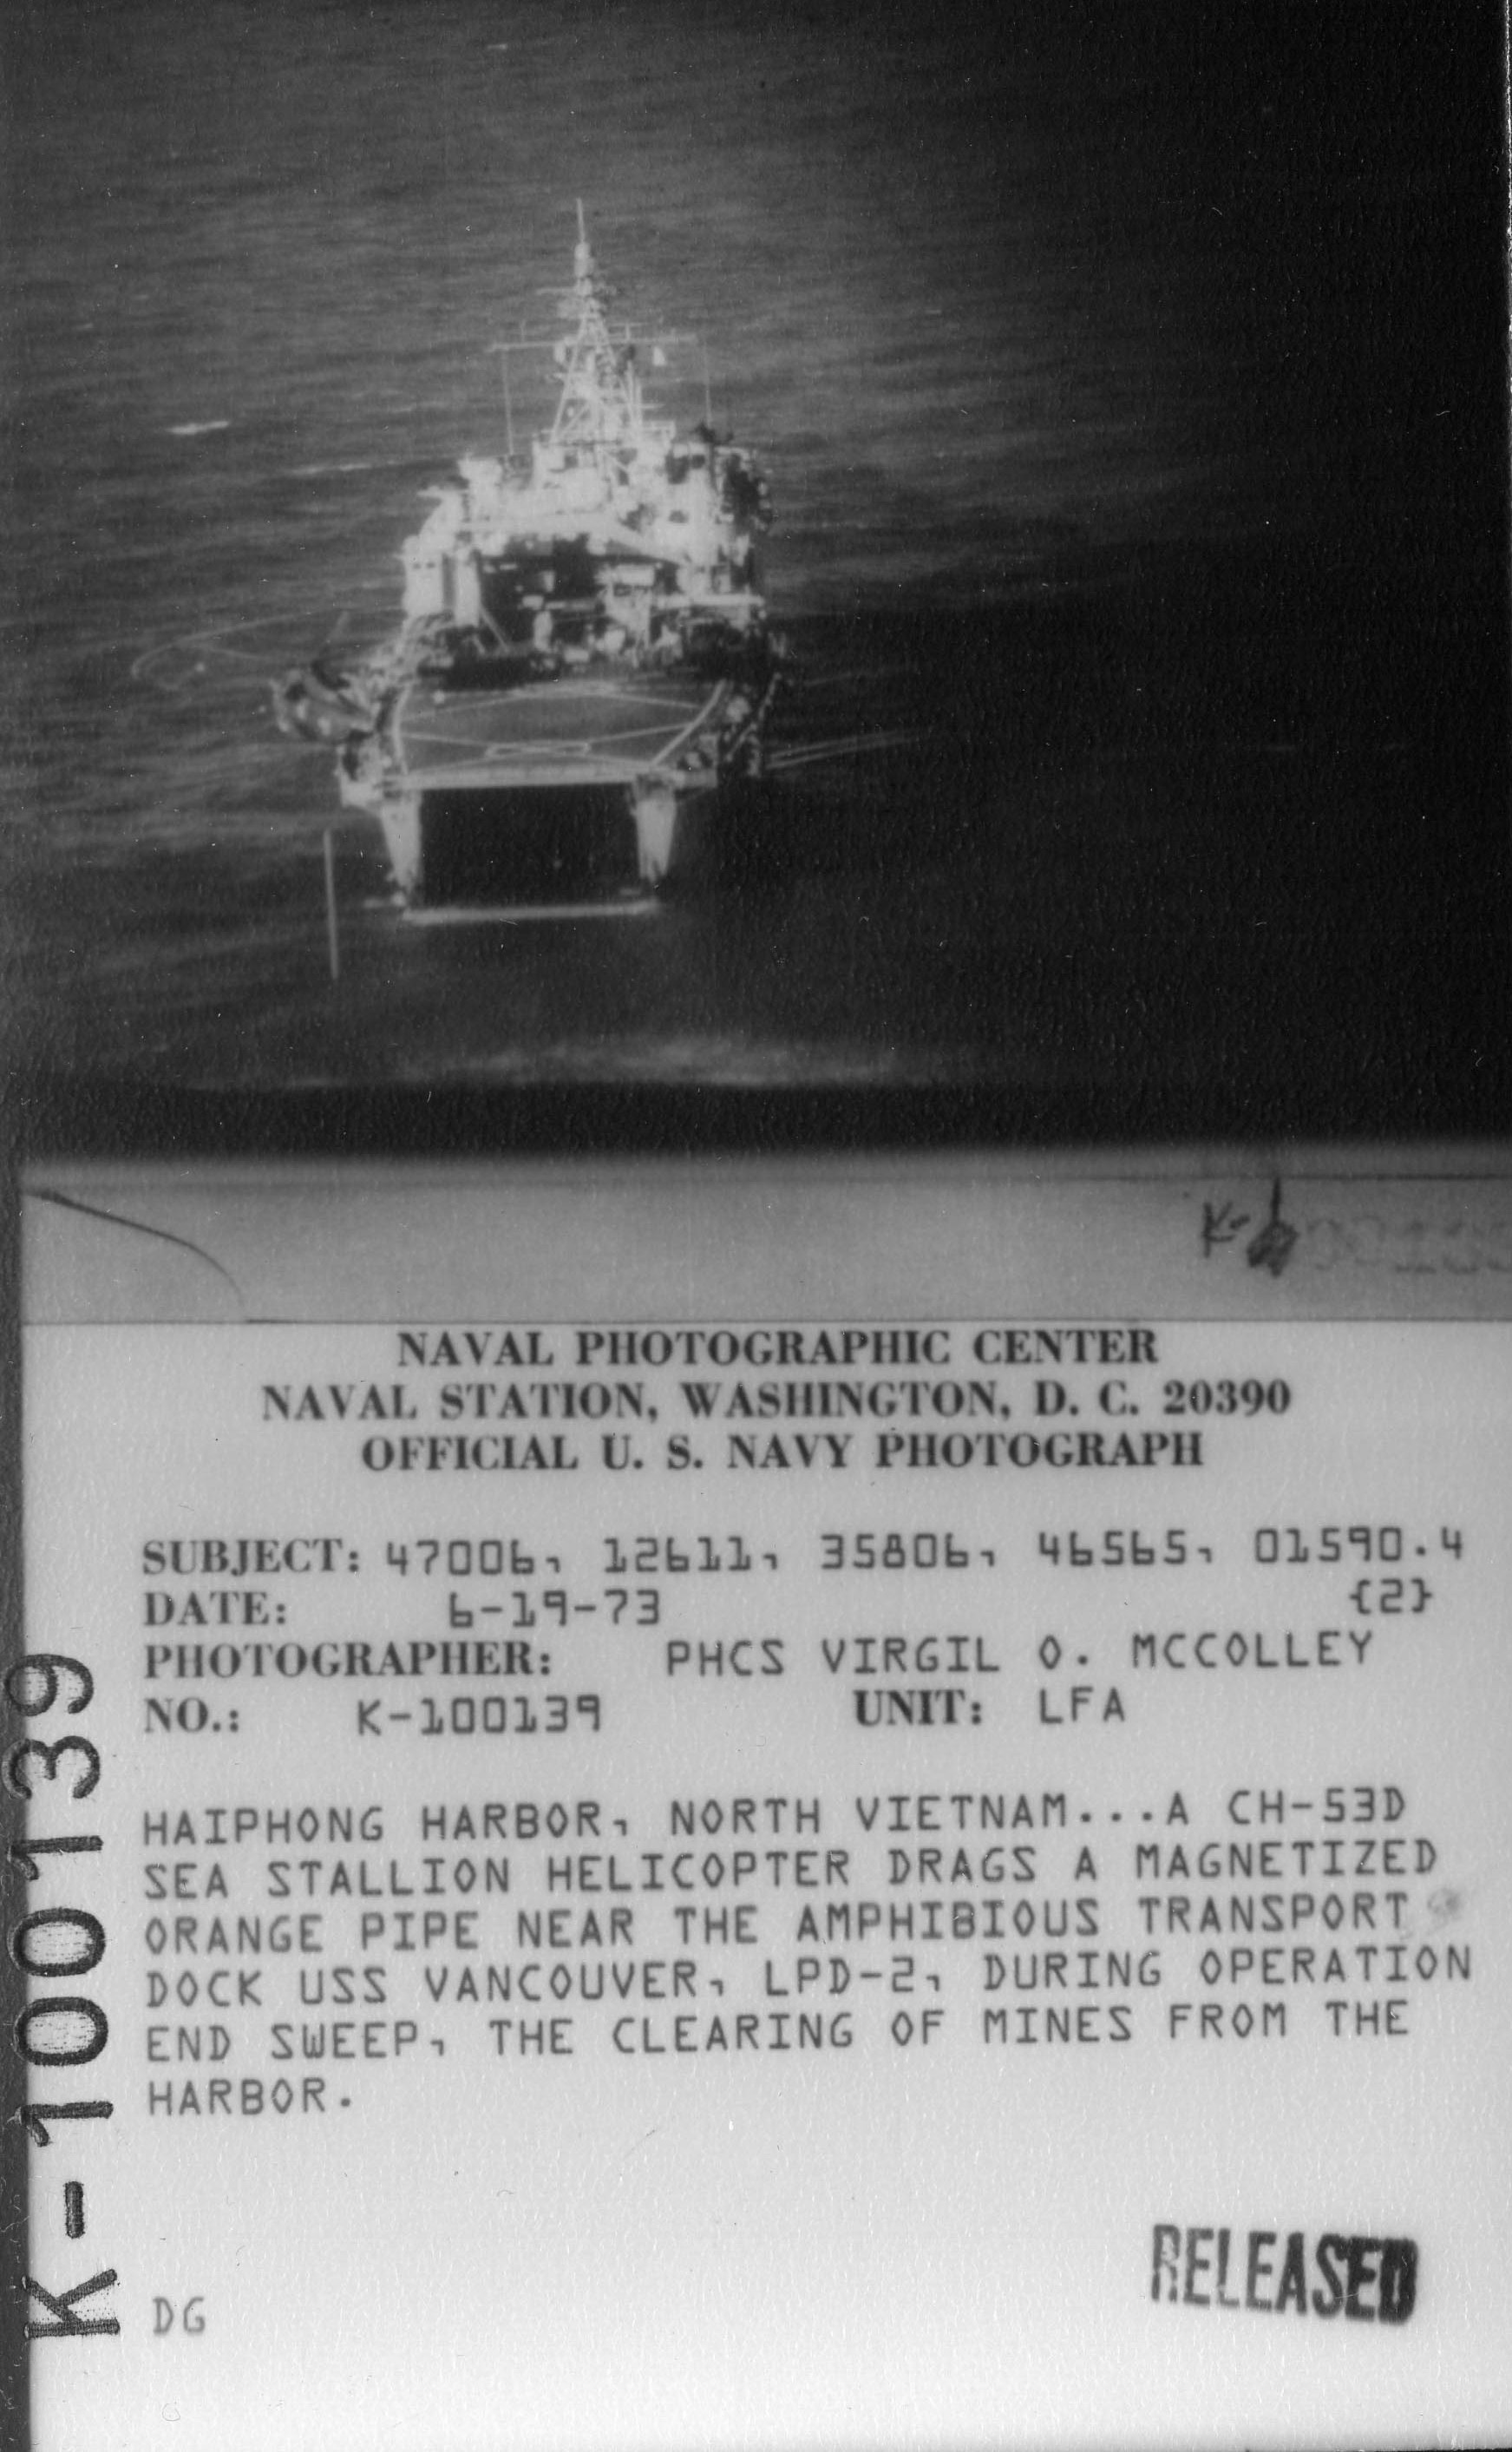 K-
NAVAL PHOTOGRAPHIC CENTER
NAVAL STATION, WASHINGTON, D. C. 20390
OFFICIAL U. S. NAVY PHOTOGRAPH
SUBJECT: 47006, 12611, 35806, 46565, 01590.4
DATE: 6-19-73 {2}
PHOTOGRAPHER: PHCS VIRGIL O. MCCOLLEY
NO.: K-100139 UNIT: LFA
HAIPHONG HARBOR, NORTH VIETNAM...A CH-53D
SEA STALLION HELICOPTER DRAGS A MAGNETIZED
ORANGE PIPE NEAR THE AMPHIBIOUS TRANSPORT
DOCK USS VANCOUVER, LPD-2, DURING OPERATION
END SWEEP, THE CLEARING OF MINES FROM THE
HARBOR.
K-100139
RELEASED
DG